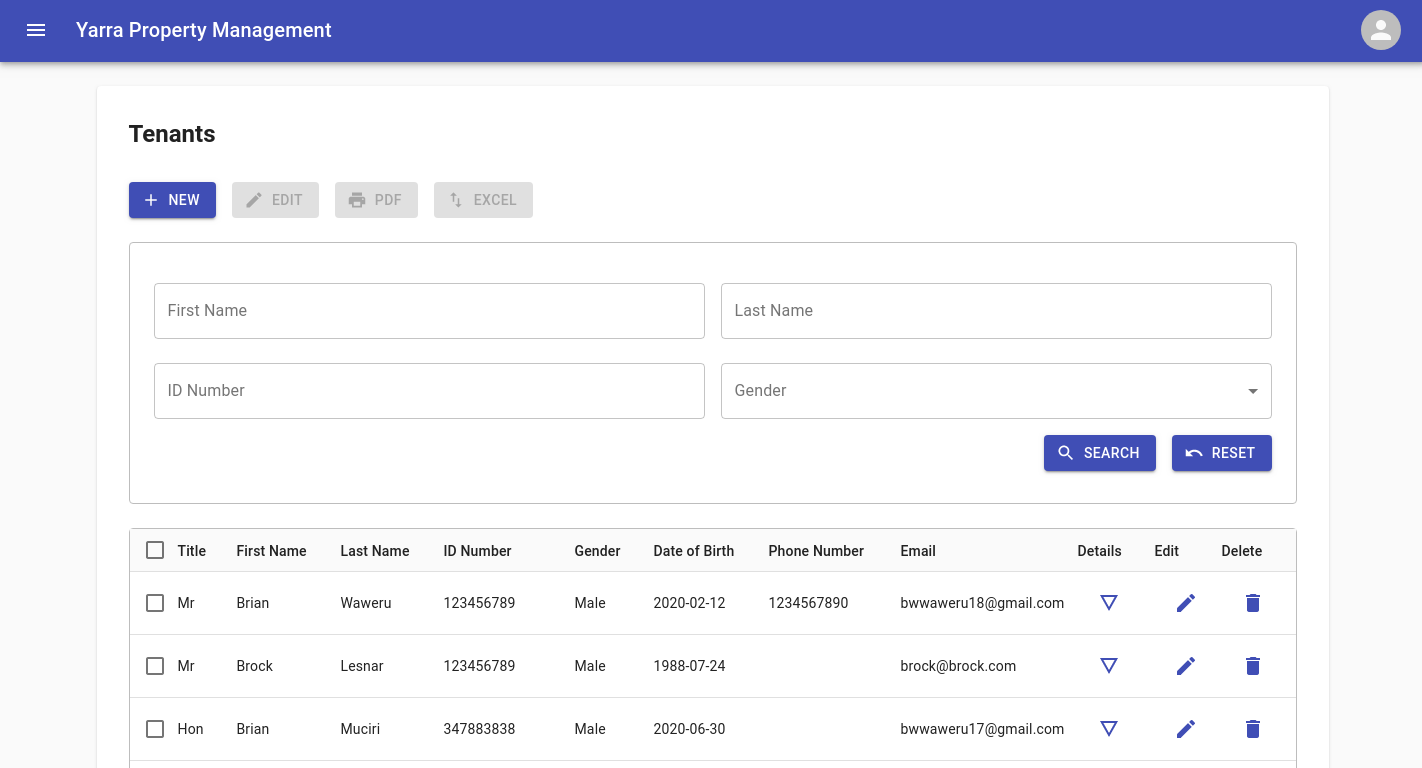 Yarra Property Management
Tenants
NEW EDIT PDF EXCEL
First Name Last Name
ID Number Gender
SEARCH RESET
Title First Name Last Name ID Number Gender Date of Birth Phone Number Email Details Edit Delete
Mr Brian Waweru 123456789 Male 2020-02-12 1234567890 bwwaweru18@gmail.com
Mr Brock Lesnar 123456789 Male 1988-07-24 brock@brock.com
Hon Brian Muciri 347883838 Male 2020-06-30 bwwaweru17@gmail.com